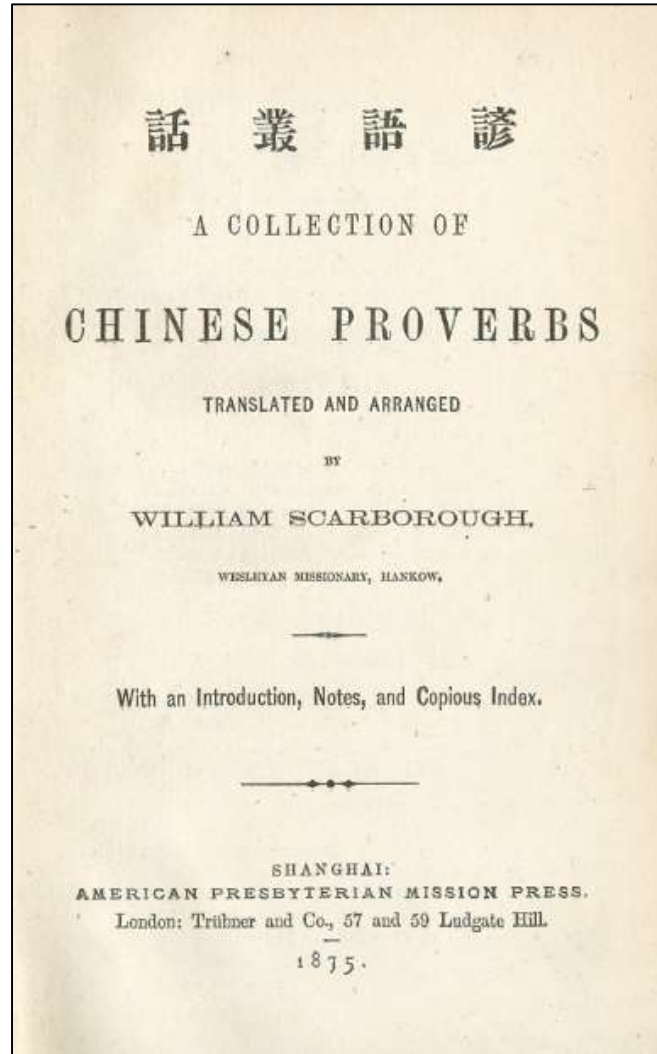 諺語叢話
A COLLECTION OF
CHINESE PROVERBS
TRANSLATED AND ARRANGED
BY
WILLIAM SCARBOROUGH,
WESLEYAN MISSIONARY, HANKOW.
With an Introduction, Notes, and Copious Index.
SHANGHAI:
AMERICAN PRESBYTERIAN MISSION PRESS.
London: Trübner and Co., 57 and 59 Ludgate Hill.
1875.